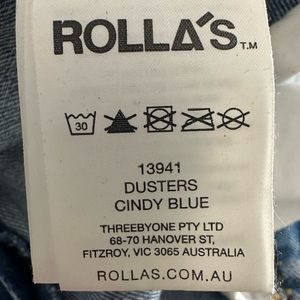 ROLLA'S T.M.
30
13941
DUSTERS
CINDY BLUE
THREEBYONE PTY LTD
68-70 HANOVER ST,
FITZROY, VIC 3065 AUSTRALIA
ROLLAS.COM.AU